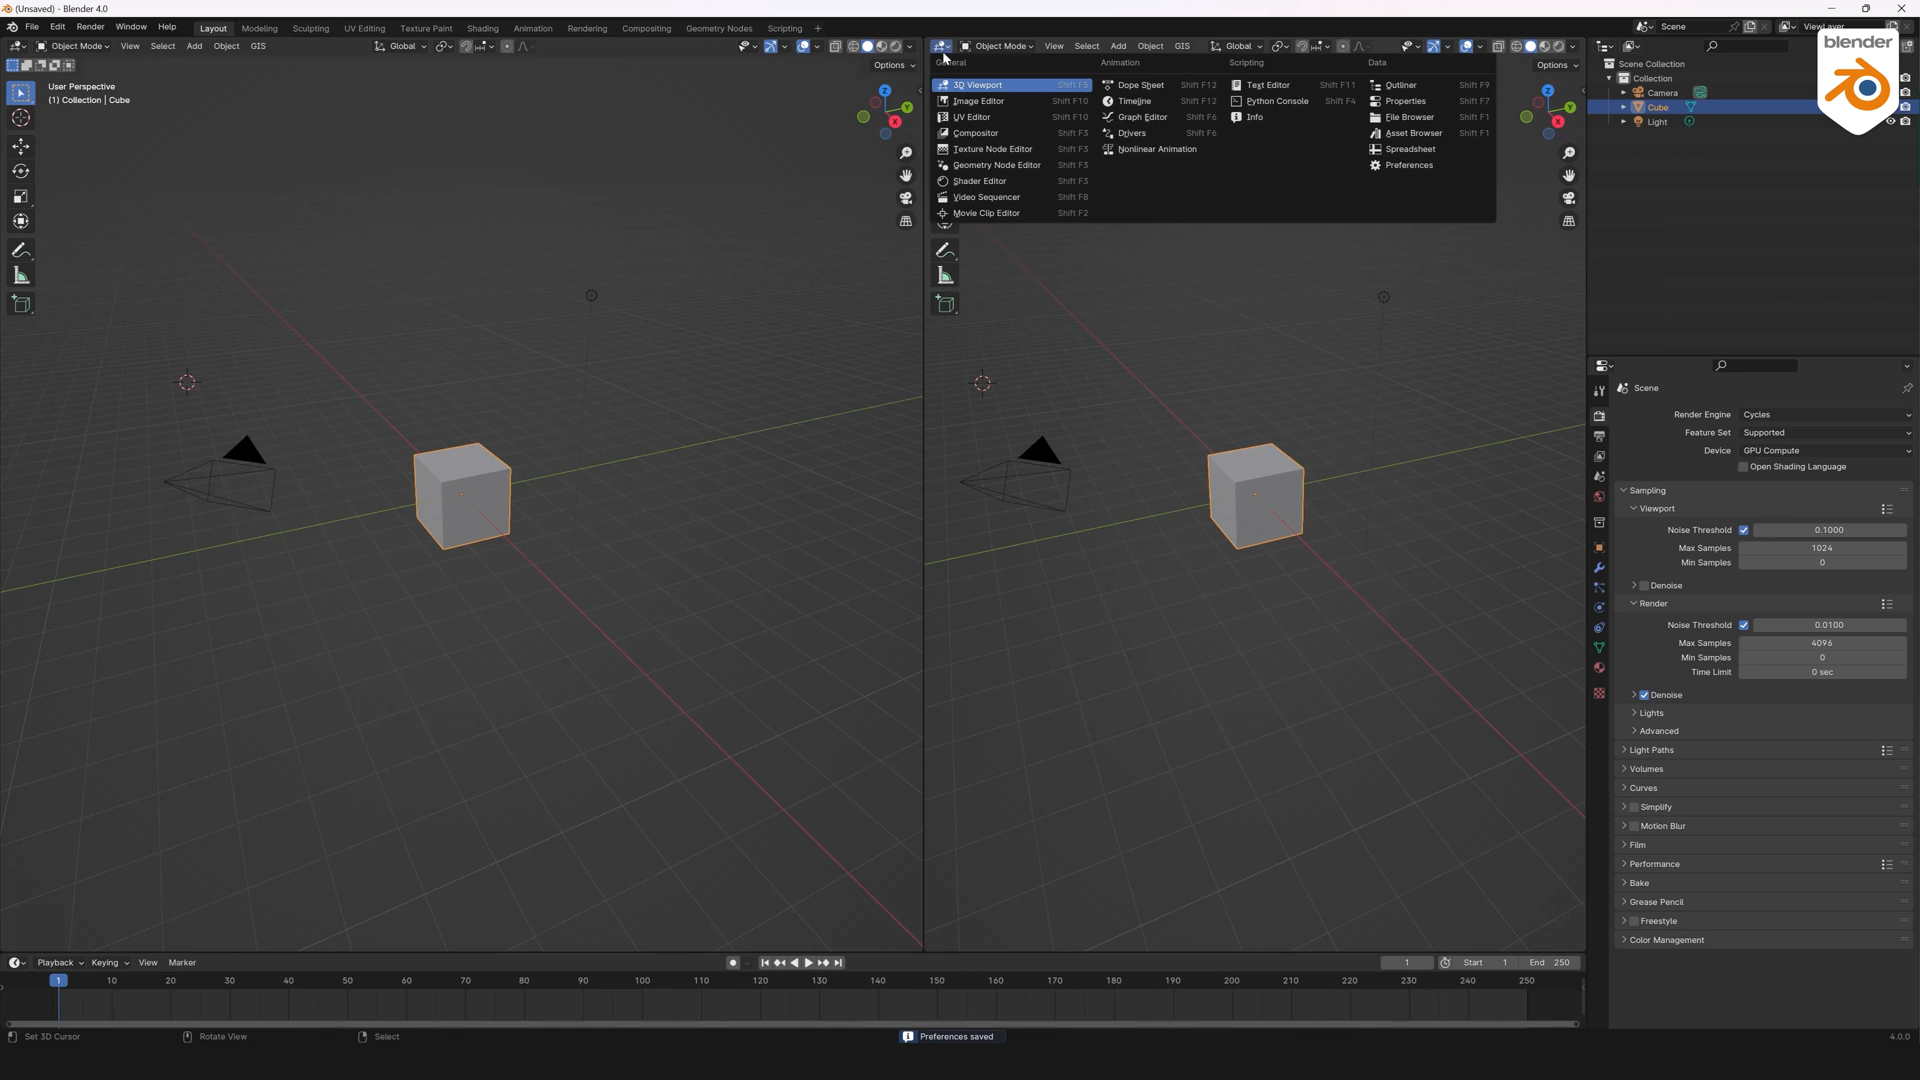 (Unsaved) - Blender 4.0
File Edit Render Window Help Layout Modeling Sculpting UV Editing Texture Paint Shading Animation Rendering Compositing Geometry Nodes Scripting + Scene ViewLayer
blender
Object Mode View Select Add Object GIS Global
Options
User Perspective
(1) Collection | Cube
Z
Y
X
Object Mode View Select Add Object GIS Global
Options
General
3D Viewport Shift F5
Image Editor Shift F10
UV Editor Shift F10
Compositor Shift F3
Texture Node Editor Shift F3
Geometry Node Editor Shift F3
Shader Editor Shift F3
Video Sequencer Shift F8
Movie Clip Editor Shift F2
Animation
Dope Sheet Shift F12
Timeline Shift F12
Graph Editor Shift F6
Drivers Shift F6
Nonlinear Animation
Scripting
Text Editor Shift F11
Python Console Shift F4
Info
Data
Outliner Shift F9
Properties Shift F7
File Browser Shift F1
Asset Browser Shift F1
Spreadsheet
Preferences
Z
Y
X
Scene Collection
Collection
Camera
Cube
Light
Scene
Render Engine Cycles
Feature Set Supported
Device GPU Compute
Open Shading Language
Sampling
Viewport
Noise Threshold 0.1000
Max Samples 1024
Min Samples 0
Denoise
Render
Noise Threshold 0.0100
Max Samples 4096
Min Samples 0
Time Limit 0 sec
Denoise
Lights
Advanced
Light Paths
Volumes
Curves
Simplify
Motion Blur
Film
Performance
Bake
Grease Pencil
Freestyle
Color Management
Playback Keying View Marker 1 Start 1 End 250
1 10 20 30 40 50 60 70 80 90 100 110 120 130 140 150 160 170 180 190 200 210 220 230 240 250
Set 3D Cursor Rotate View Select Preferences saved 4.0.0